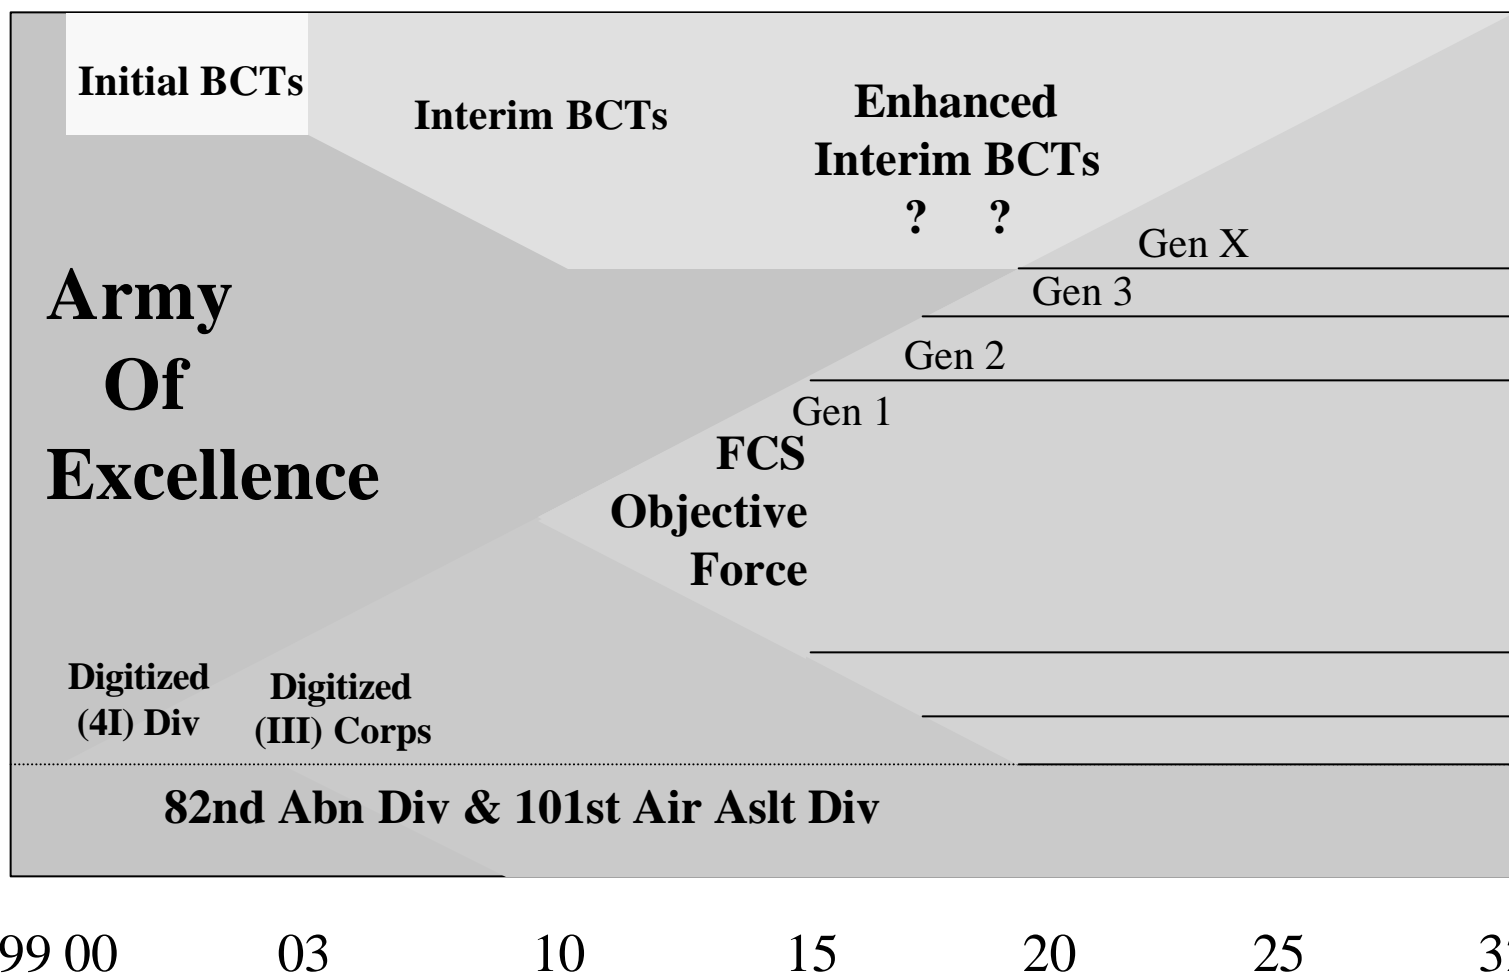 Initial BCTs
Interim BCTs
Enhanced
Interim BCTs
? ?
Gen X
Gen 3
Gen 2
Gen 1
Army
Of
Excellence
FCS
Objective
Force
Digitized
(4I) Div
Digitized
(III) Corps
82nd Abn Div & 101st Air Aslt Div
99 00 03 10 15 20 25